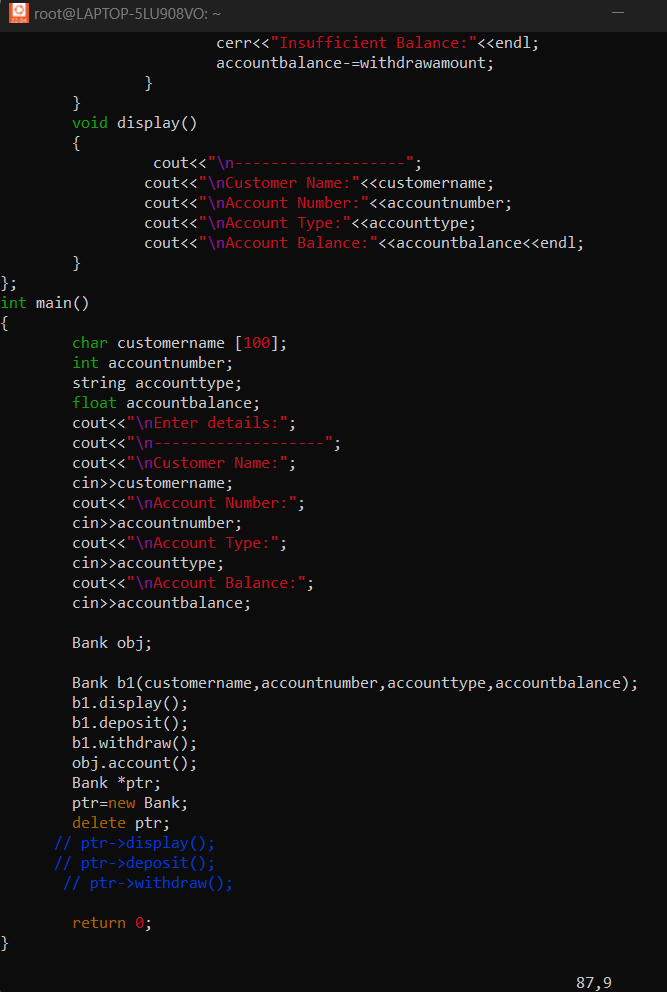 root@LAPTOP-5LU908VO: ~
                        cerr<<"Insufficient Balance:"<<endl;
                        accountbalance-=withdrawamount;
                }
        }
        void display()
        {
                 cout<<"\n-------------------";
                cout<<"\nCustomer Name:"<<customername;
                cout<<"\nAccount Number:"<<accountnumber;
                cout<<"\nAccount Type:"<<accounttype;
                cout<<"\nAccount Balance:"<<accountbalance<<endl;
        }
};
int main()
{
        char customername [100];
        int accountnumber;
        string accounttype;
        float accountbalance;
        cout<<"\nEnter details:";
        cout<<"\n-------------------";
        cout<<"\nCustomer Name:";
        cin>>customername;
        cout<<"\nAccount Number:";
        cin>>accountnumber;
        cout<<"\nAccount Type:";
        cin>>accounttype;
        cout<<"\nAccount Balance:";
        cin>>accountbalance;

        Bank obj;

        Bank b1(customername,accountnumber,accounttype,accountbalance);
        b1.display();
        b1.deposit();
        b1.withdraw();
        obj.account();
        Bank *ptr;
        ptr=new Bank;
        delete ptr;
      // ptr->display();
      // ptr->deposit();
       // ptr->withdraw();

        return 0;
}
87,9